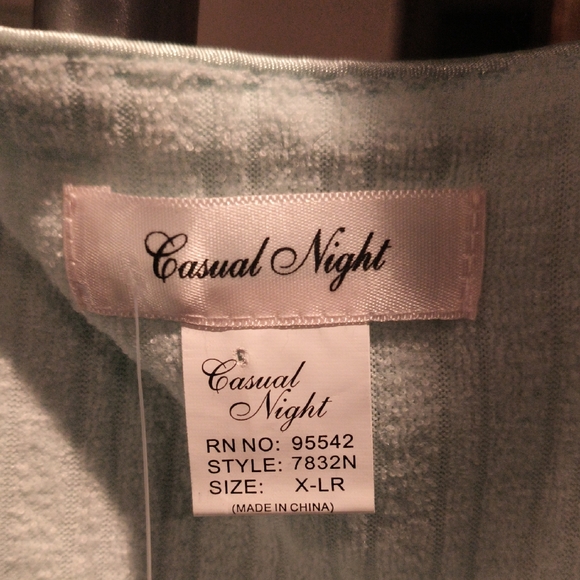 Casual Night
Casual
Night
RN NO: 95542
STYLE: 7832N
SIZE: X-LR
(MADE IN CHINA)